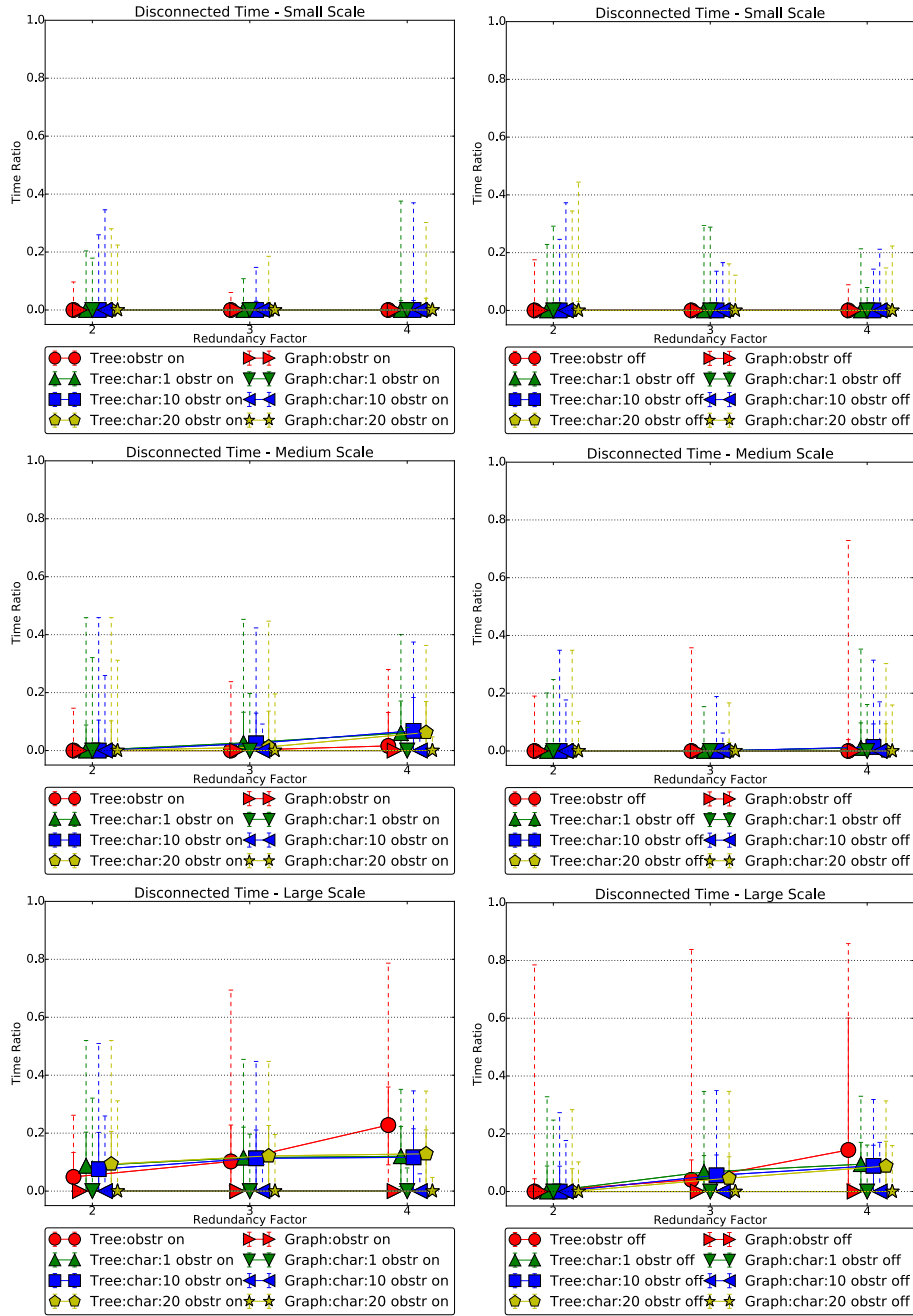 Disconnected Time - Small Scale
1.0
0.8
0.6
0.4
0.2
0.0
Time Ratio
2
3
4
Redundancy Factor
Tree:obstr on
Graph:obstr on
Tree:char:1 obstr on
Graph:char:1 obstr on
Tree:char:10 obstr on
Graph:char:10 obstr on
Tree:char:20 obstr on
Graph:char:20 obstr on
Disconnected Time - Small Scale
1.0
0.8
0.6
0.4
0.2
0.0
Time Ratio
2
3
4
Redundancy Factor
Tree:obstr off
Graph:obstr off
Tree:char:1 obstr off
Graph:char:1 obstr off
Tree:char:10 obstr off
Graph:char:10 obstr off
Tree:char:20 obstr off
Graph:char:20 obstr off
Disconnected Time - Medium Scale
1.0
0.8
0.6
0.4
0.2
0.0
Time Ratio
2
3
4
Redundancy Factor
Tree:obstr on
Graph:obstr on
Tree:char:1 obstr on
Graph:char:1 obstr on
Tree:char:10 obstr on
Graph:char:10 obstr on
Tree:char:20 obstr on
Graph:char:20 obstr on
Disconnected Time - Medium Scale
1.0
0.8
0.6
0.4
0.2
0.0
Time Ratio
2
3
4
Redundancy Factor
Tree:obstr off
Graph:obstr off
Tree:char:1 obstr off
Graph:char:1 obstr off
Tree:char:10 obstr off
Graph:char:10 obstr off
Tree:char:20 obstr off
Graph:char:20 obstr off
Disconnected Time - Large Scale
1.0
0.8
0.6
0.4
0.2
0.0
Time Ratio
2
3
4
Redundancy Factor
Tree:obstr on
Graph:obstr on
Tree:char:1 obstr on
Graph:char:1 obstr on
Tree:char:10 obstr on
Graph:char:10 obstr on
Tree:char:20 obstr on
Graph:char:20 obstr on
Disconnected Time - Large Scale
1.0
0.8
0.6
0.4
0.2
0.0
Time Ratio
2
3
4
Redundancy Factor
Tree:obstr off
Graph:obstr off
Tree:char:1 obstr off
Graph:char:1 obstr off
Tree:char:10 obstr off
Graph:char:10 obstr off
Tree:char:20 obstr off
Graph:char:20 obstr off